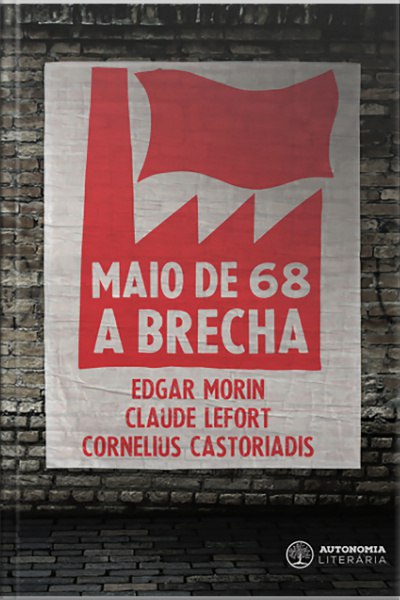 MAIO DE 68
A BRECHA
EDGAR MORIN
CLAUDE LEFORT
CORNELIUS CASTORIADIS
AUTONOMIA
LITERÁRIA